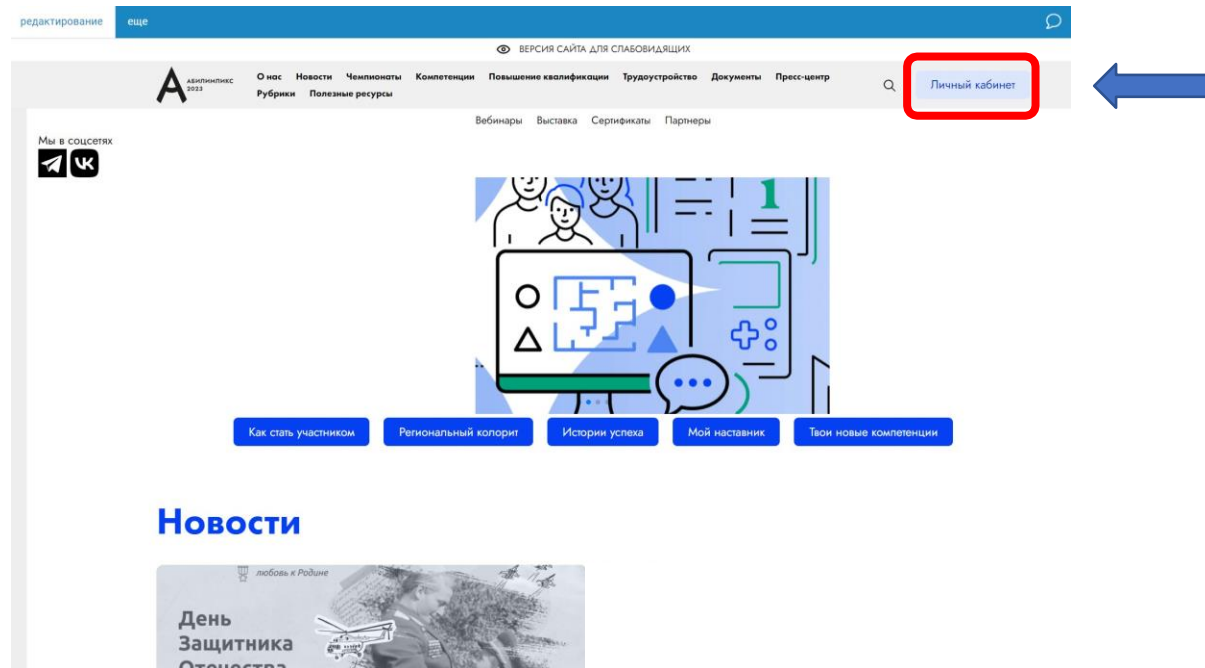 редактирование еще
ВЕРСИЯ САЙТА ДЛЯ СЛАБОВИДЯЩИХ
АБИЛИМПИКС
2023
О нас Новости Чемпионаты Компетенции Повышение квалификации Трудоустройство Документы Пресс-центр
Рубрики Полезные ресурсы
Личный кабинет
Вебинары Выставка Сертификаты Партнеры
Мы в соцсетях
Как стать участником Региональный колорит Истории успеха Мой наставник Твои новые компетенции
Новости
любовь к Родине
День
Защитника
Отечества